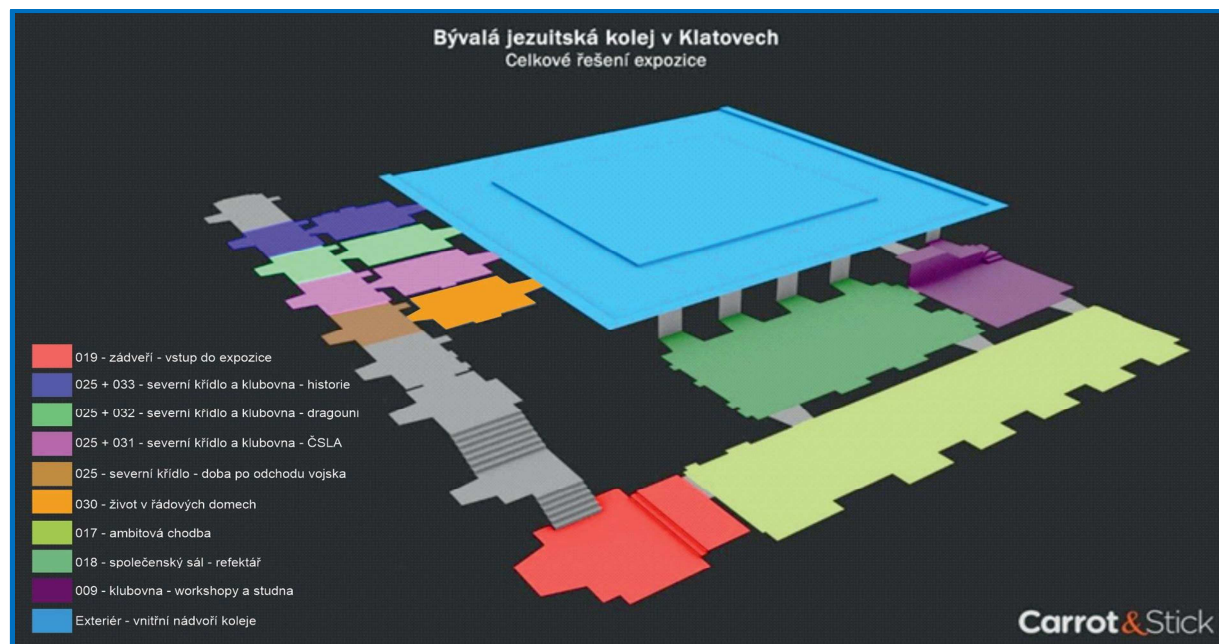 Bývalá jezuitská kolej v Klatovech
Celkové řešení expozice
019 - zádveří - vstup do expozice
025 + 033 - severní křídlo a klubovna - historie
025 + 032 - severní křídlo a klubovna - dragouni
025 + 031 - severní křídlo a klubovna - ČSLA
025 - severní křídlo - doba po odchodu vojska
030 - život v řádových domech
017 - ambitová chodba
018 - společenský sál - refektář
009 - klubovna - workshopy a studna
Exteriér - vnitřní nádvoří koleje
Carrot&Stick